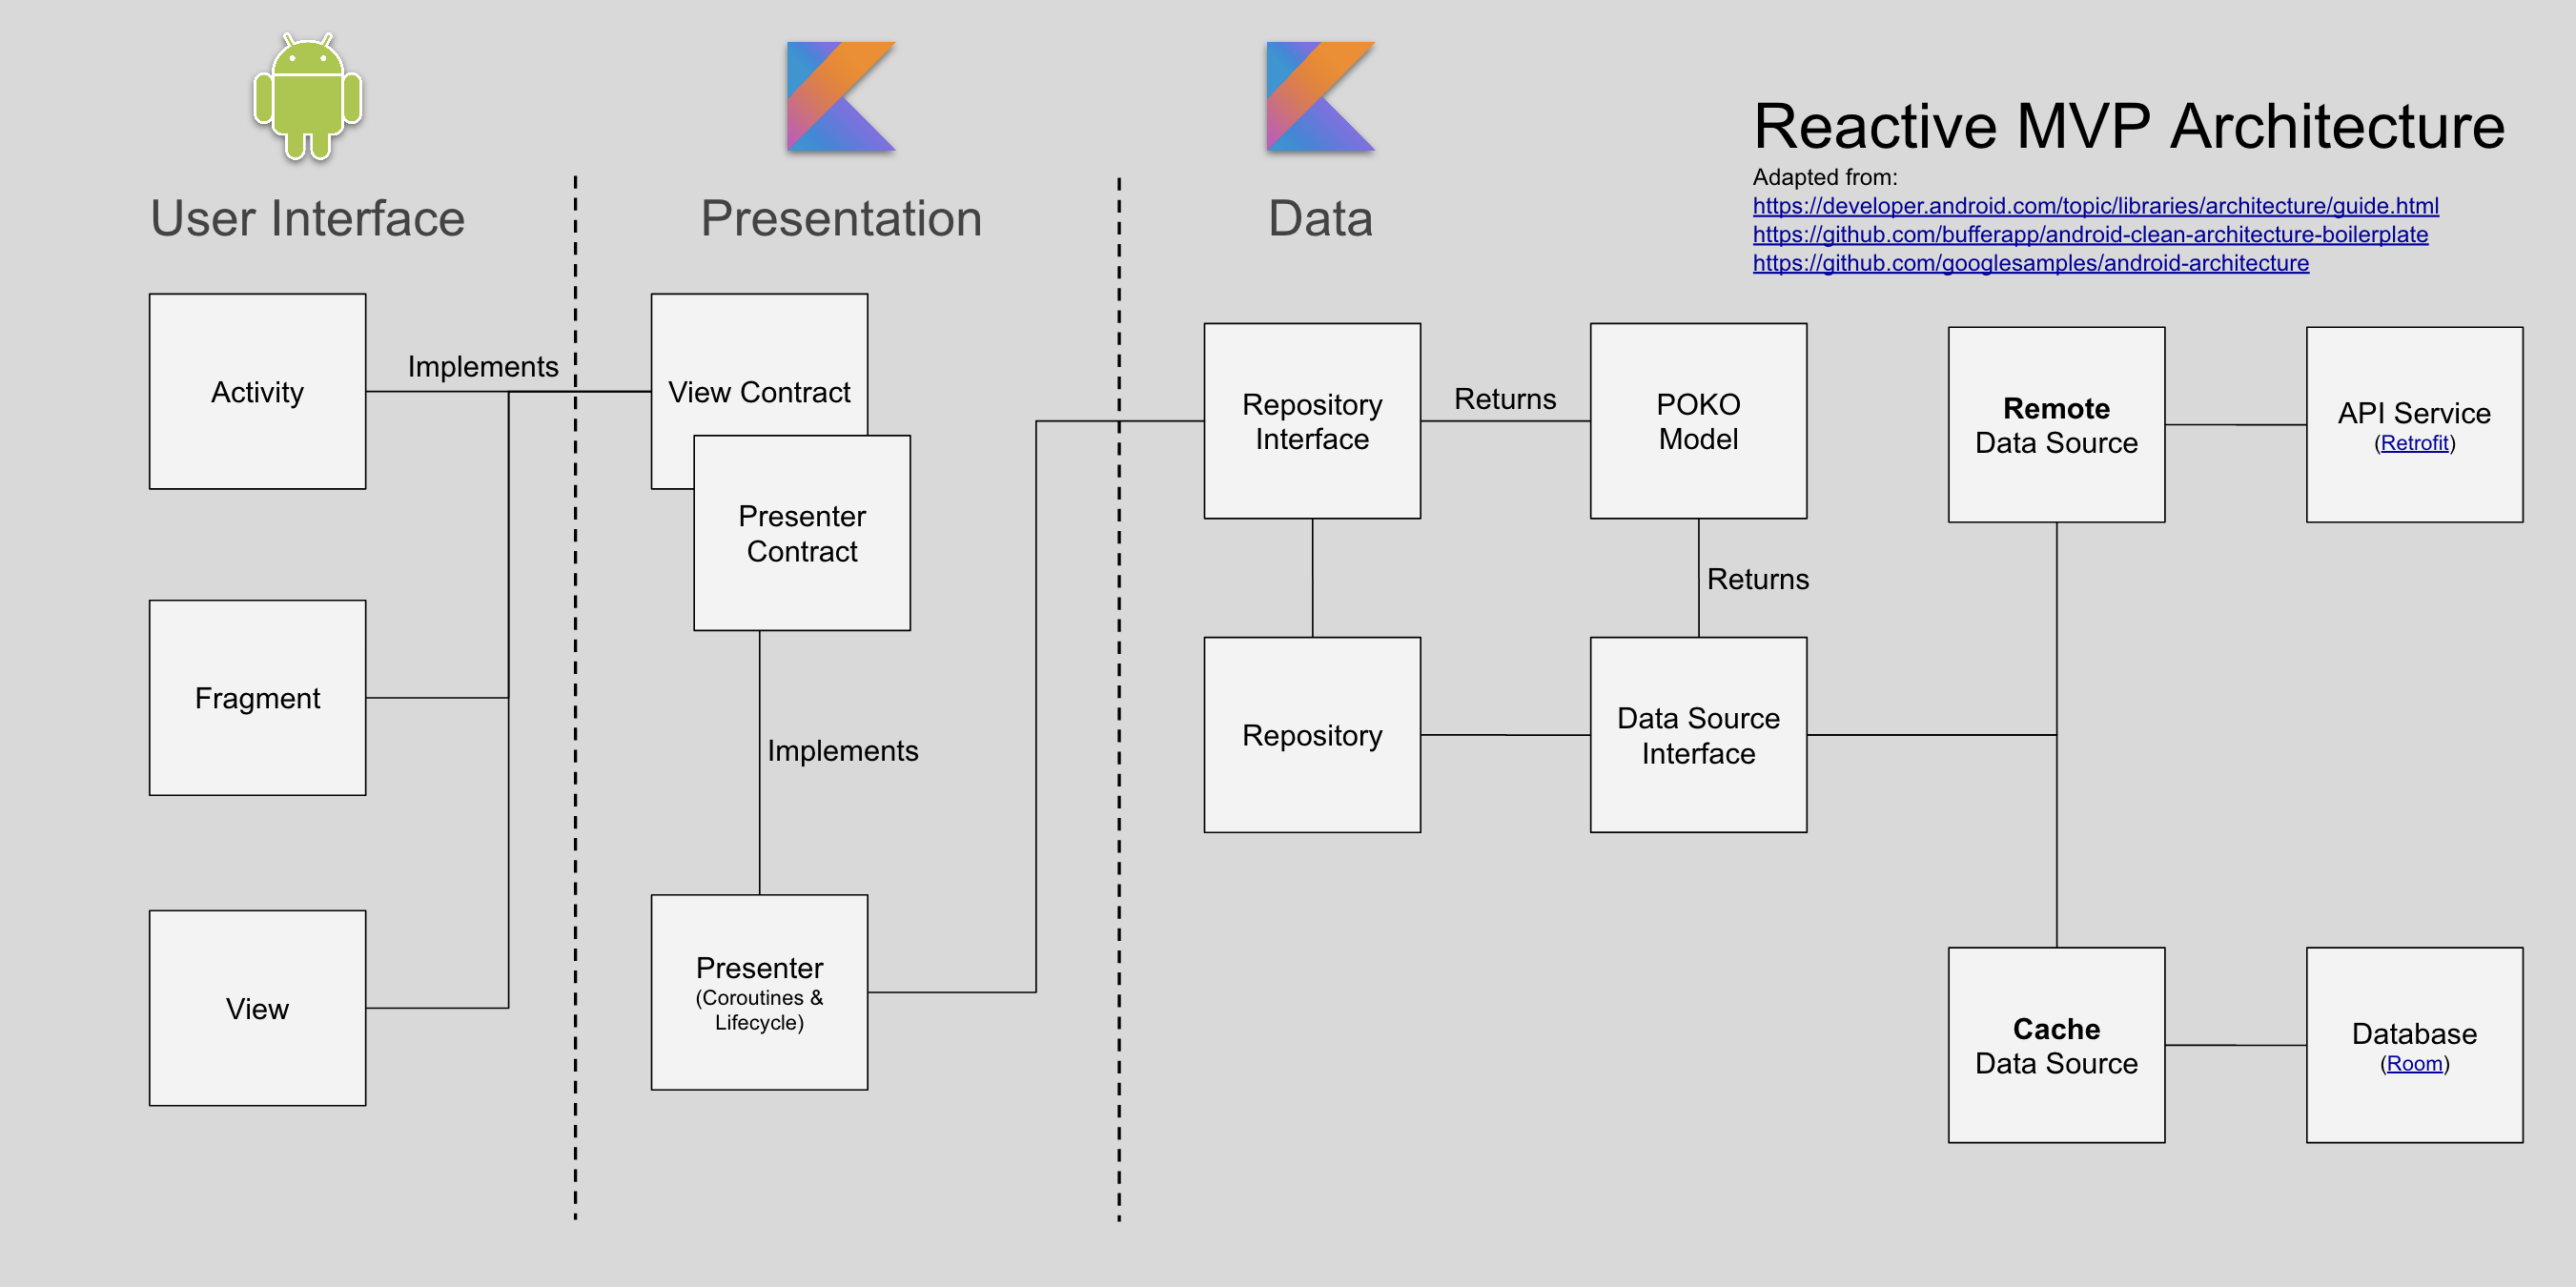 Reactive MVP Architecture
Adapted from:
https://developer.android.com/topic/libraries/architecture/guide.html
https://github.com/bufferapp/android-clean-architecture-boilerplate
https://github.com/googlesamples/android-architecture
User Interface
Presentation
Data
Activity
Implements
Fragment
View
View Contract
Presenter
Contract
Implements
Presenter
(Coroutines &
Lifecycle)
Repository
Interface
Returns
POKO
Model
Returns
Repository
Data Source
Interface
Remote
Data Source
API Service
(Retrofit)
Cache
Data Source
Database
(Room)